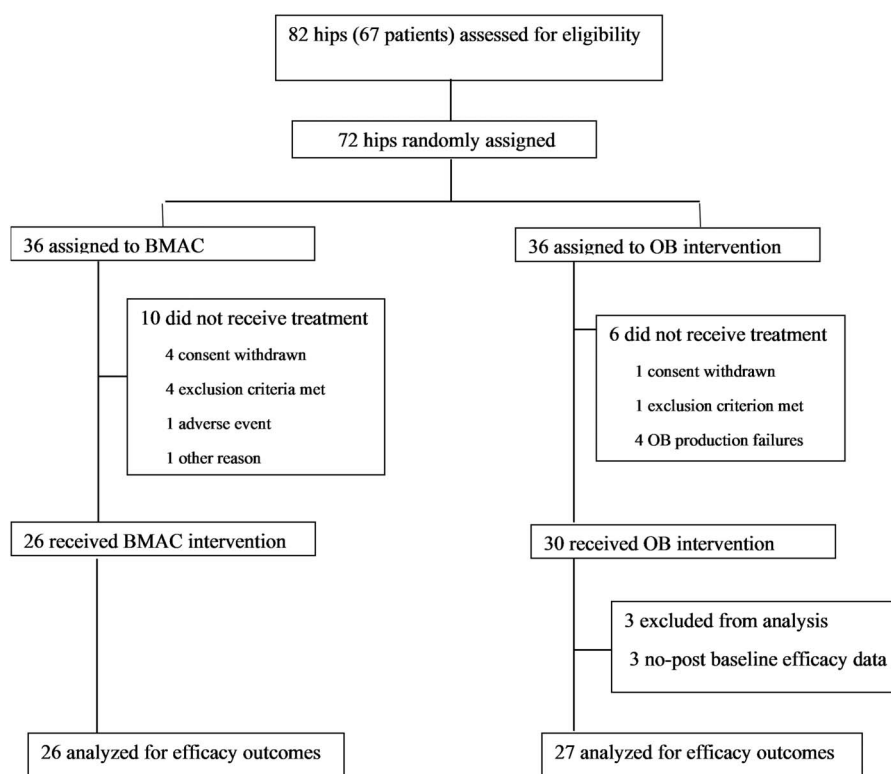 82 hips (67 patients) assessed for eligibility
72 hips randomly assigned
36 assigned to BMAC
36 assigned to OB intervention
10 did not receive treatment
4 consent withdrawn
4 exclusion criteria met
1 adverse event
1 other reason
6 did not receive treatment
1 consent withdrawn
1 exclusion criterion met
4 OB production failures
26 received BMAC intervention
30 received OB intervention
3 excluded from analysis
3 no-post baseline efficacy data
26 analyzed for efficacy outcomes
27 analyzed for efficacy outcomes